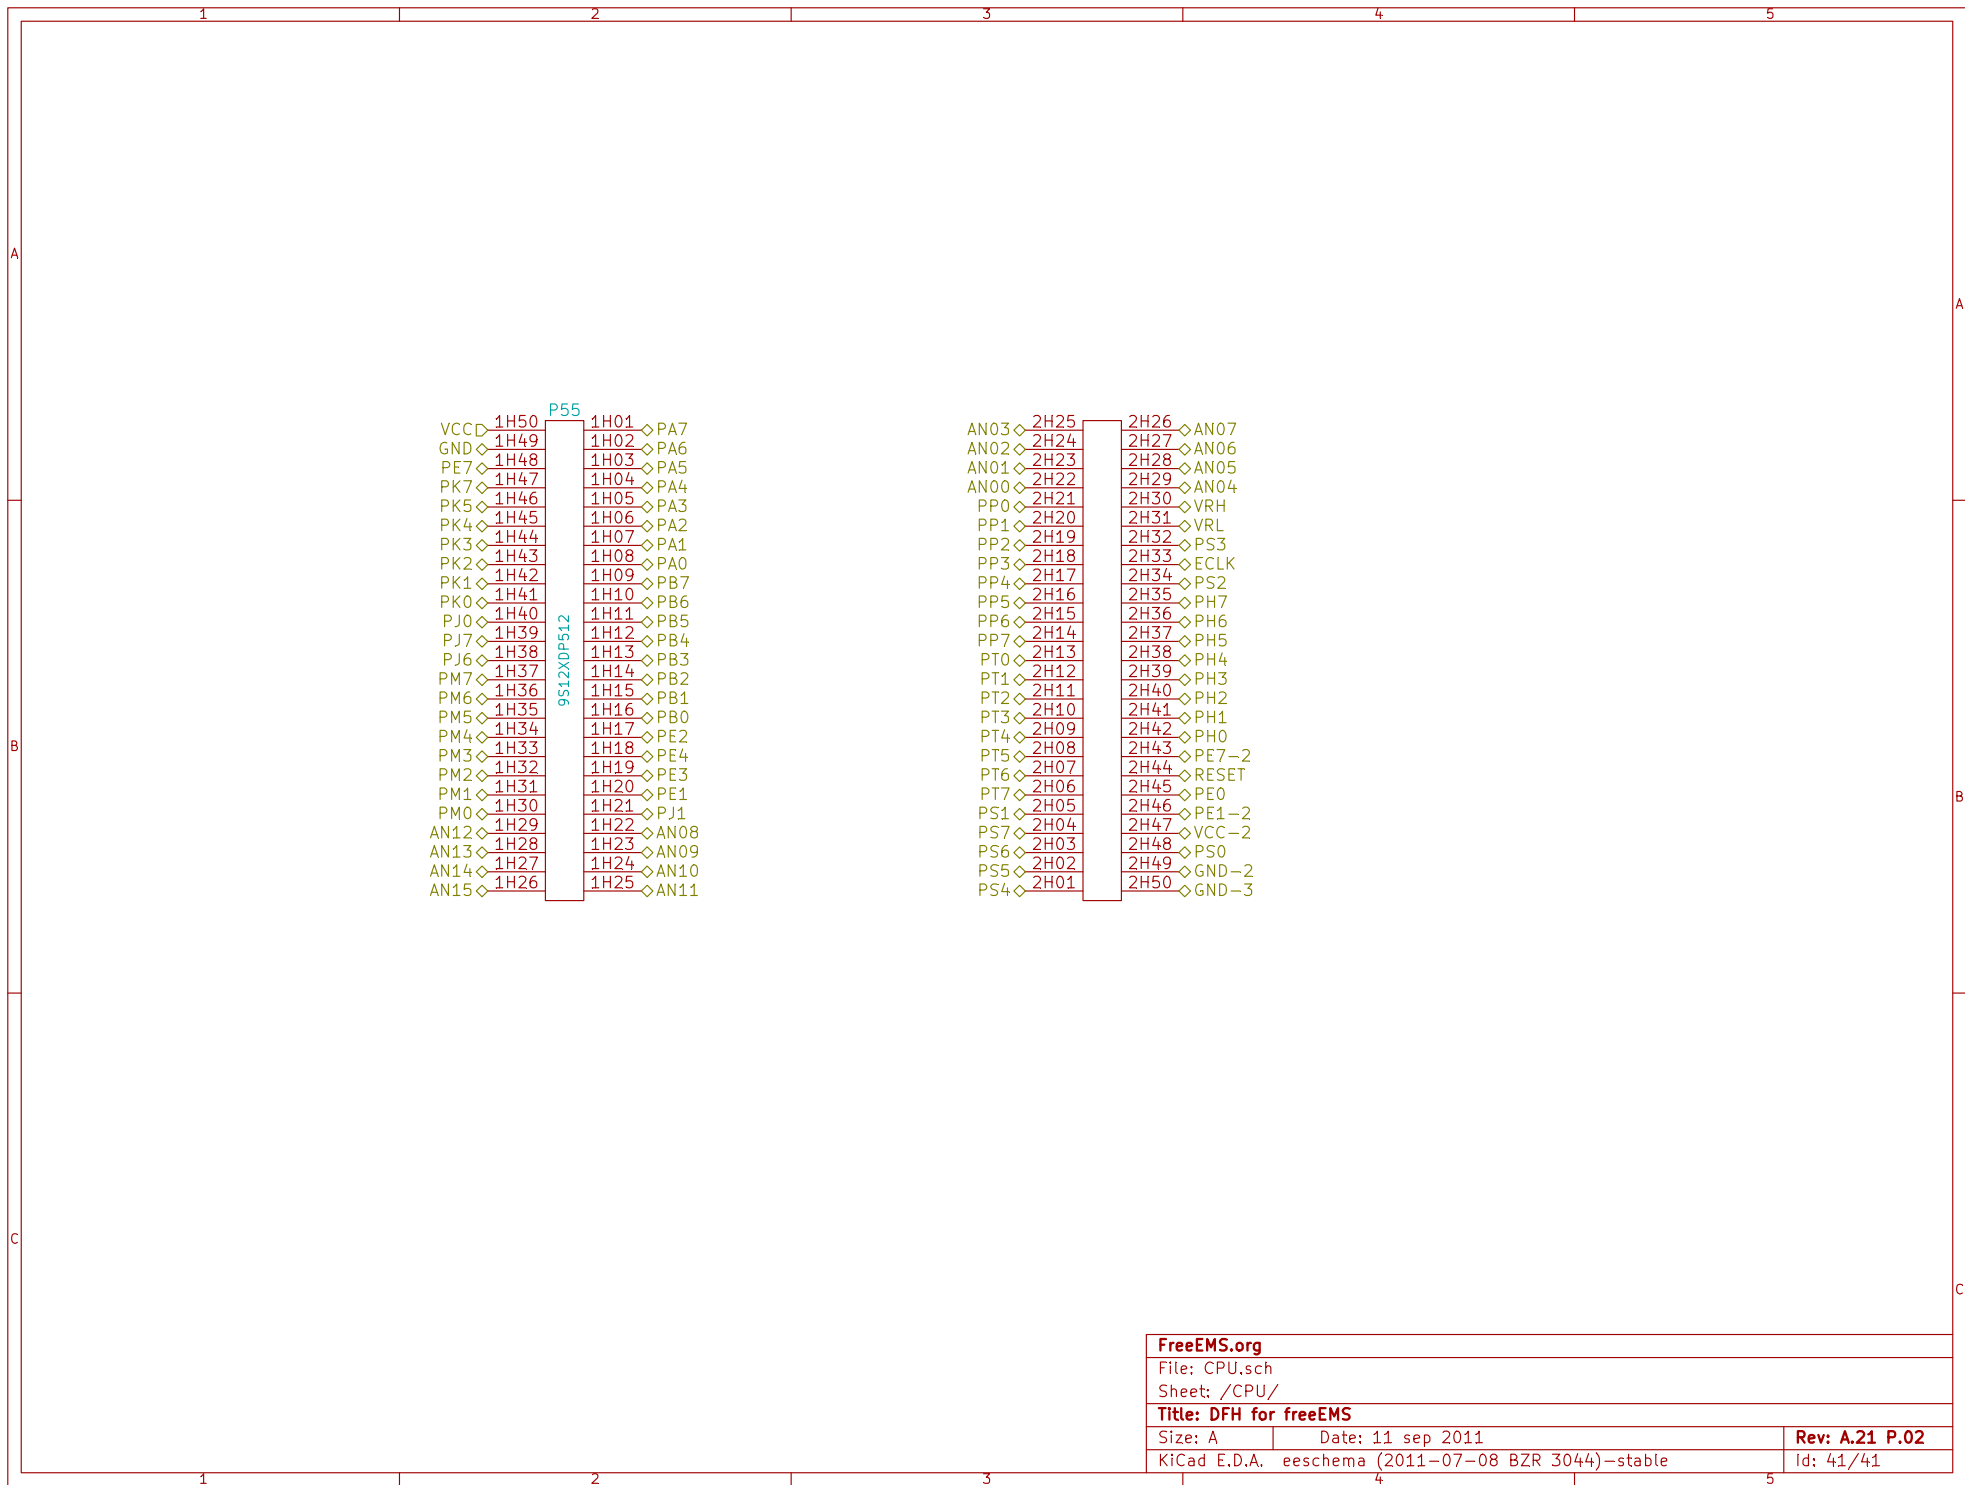 1 2 3 4 5
P55
VCC 1H50 1H01 PA7 AN03 2H25 2H26 AN07
GND 1H49 1H02 PA6 AN02 2H24 2H27 AN06
PE7 1H48 1H03 PA5 AN01 2H23 2H28 AN05
PK7 1H47 1H04 PA4 AN00 2H22 2H29 AN04
PK5 1H46 1H05 PA3 PP0 2H21 2H30 VRH
PK4 1H45 1H06 PA2 PP1 2H20 2H31 VRL
PK3 1H44 1H07 PA1 PP2 2H19 2H32 PS3
PK2 1H43 1H08 PA0 PP3 2H18 2H33 ECLK
PK1 1H42 1H09 PB7 PP4 2H17 2H34 PS2
PK0 1H41 1H10 PB6 PP5 2H16 2H35 PH7
PJ0 1H40 1H11 PB5 PP6 2H15 2H36 PH6
PJ7 1H39 1H12 PB4 PP7 2H14 2H37 PH5
PJ6 1H38 1H13 PB3 PT0 2H13 2H38 PH4
PM7 1H37 1H14 PB2 PT1 2H12 2H39 PH3
PM6 1H36 1H15 PB1 PT2 2H11 2H40 PH2
PM5 1H35 1H16 PB0 PT3 2H10 2H41 PH1
PM4 1H34 1H17 PE2 PT4 2H09 2H42 PH0
PM3 1H33 1H18 PE4 PT5 2H08 2H43 PE7-2
PM2 1H32 1H19 PE3 PT6 2H07 2H44 RESET
PM1 1H31 1H20 PE1 PT7 2H06 2H45 PE0
PM0 1H30 1H21 PJ1 PS1 2H05 2H46 PE1-2
AN12 1H29 1H22 AN08 PS7 2H04 2H47 VCC-2
AN13 1H28 1H23 AN09 PS6 2H03 2H48 PS0
AN14 1H27 1H24 AN10 PS5 2H02 2H49 GND-2
AN15 1H26 1H25 AN11 PS4 2H01 2H50 GND-3
9S12XDP512
A A
B B
C C
FreeEMS.org
File: CPU.sch
Sheet: /CPU/
Title: DFH for freeEMS
Size: A Date: 11 sep 2011 Rev: A.21 P.02
KiCad E.D.A. eeschema (2011-07-08 BZR 3044)-stable Id: 41/41
1 2 3 4 5